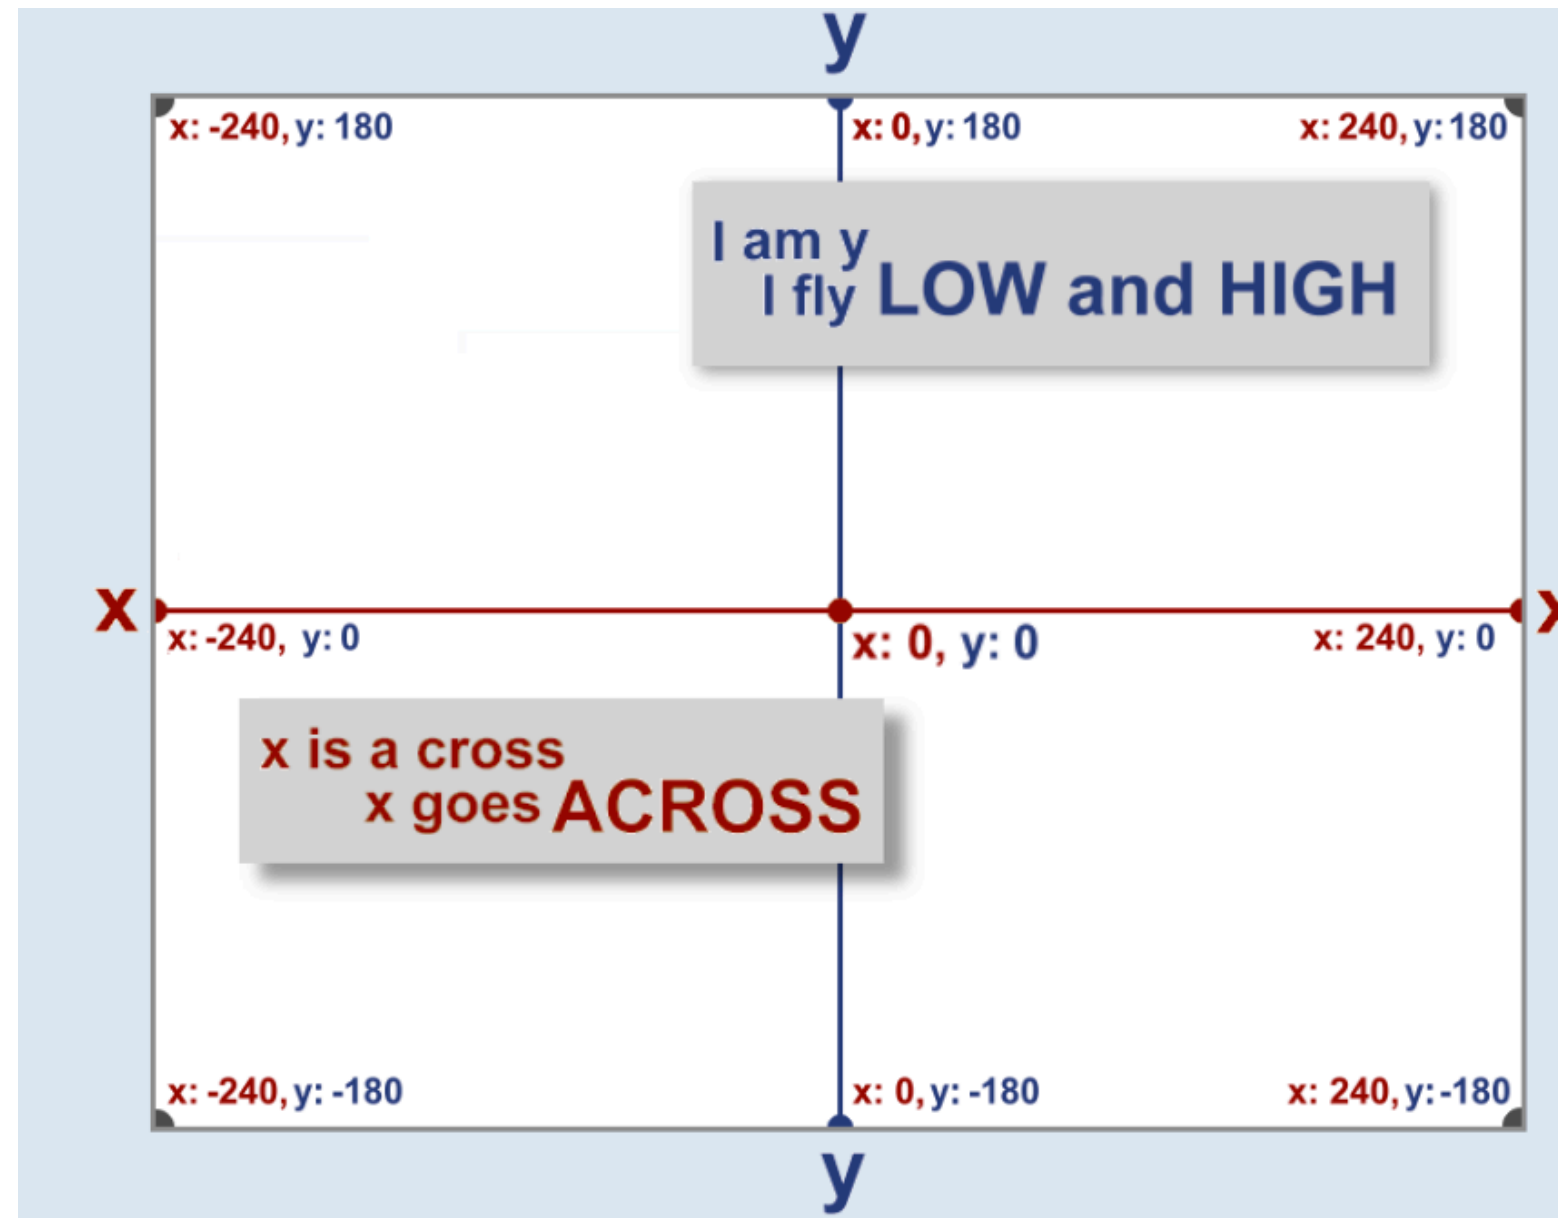 y
x: -240, y: 180
x: 0, y: 180
x: 240, y: 180
I am y
I fly LOW and HIGH
x
x
x: -240, y: 0
x: 0, y: 0
x: 240, y: 0
x is a cross
x goes ACROSS
x: -240, y: -180
x: 0, y: -180
x: 240, y: -180
y